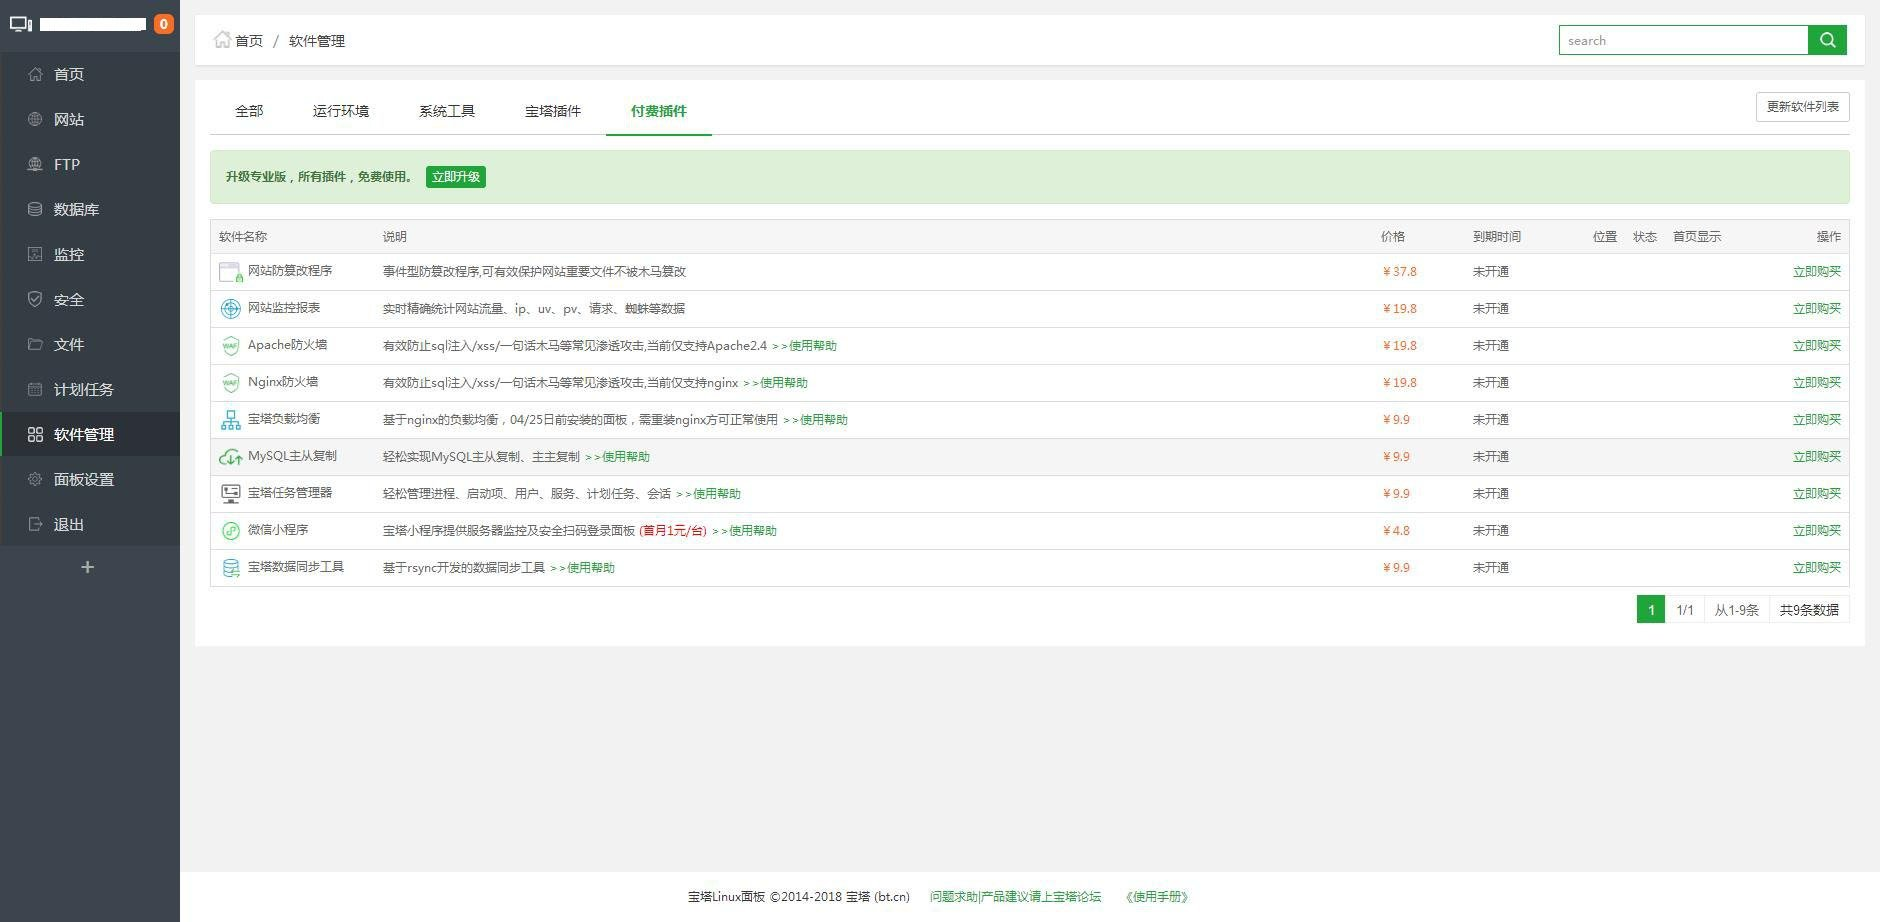 0
首页
网站
FTP
数据库
监控
安全
文件
计划任务
软件管理
面板设置
退出
+
首页 / 软件管理
search
全部 运行环境 系统工具 宝塔插件 付费插件 更新软件列表
升级专业版，所有插件，免费使用。 立即升级
软件名称 说明 价格 到期时间 位置 状态 首页显示 操作
网站防篡改程序 事件型防篡改程序,可有效保护网站重要文件不被木马篡改 ￥37.8 未开通 立即购买
网站监控报表 实时精确统计网站流量、ip、uv、pv、请求、蜘蛛等数据 ￥19.8 未开通 立即购买
WAF Apache防火墙 有效防止sql注入/xss/一句话木马等常见渗透攻击,当前仅支持Apache2.4 >>使用帮助 ￥19.8 未开通 立即购买
WAF Nginx防火墙 有效防止sql注入/xss/一句话木马等常见渗透攻击,当前仅支持nginx >>使用帮助 ￥19.8 未开通 立即购买
宝塔负载均衡 基于nginx的负载均衡，04/25日前安装的面板，需重装nginx方可正常使用 >>使用帮助 ￥9.9 未开通 立即购买
MySQL主从复制 轻松实现MySQL主从复制、主主复制 >>使用帮助 ￥9.9 未开通 立即购买
宝塔任务管理器 轻松管理进程、启动项、用户、服务、计划任务、会话 >>使用帮助 ￥9.9 未开通 立即购买
微信小程序 宝塔小程序提供服务器监控及安全扫码登录面板 (首月1元/台) >>使用帮助 ￥4.8 未开通 立即购买
宝塔数据同步工具 基于rsync开发的数据同步工具 >>使用帮助 ￥9.9 未开通 立即购买
1 1/1 从1-9条 共9条数据
宝塔Linux面板 ©2014-2018 宝塔 (bt.cn) 问题求助|产品建议请上宝塔论坛 《使用手册》